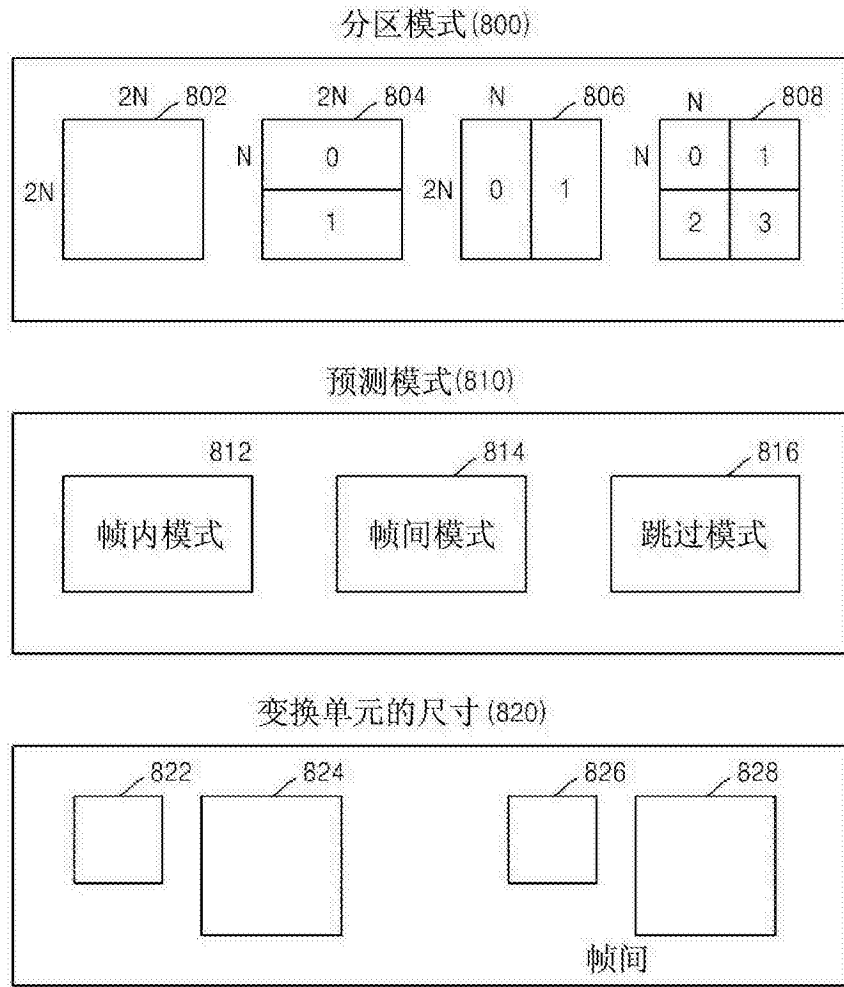 分区模式(800)
2N 802 2N 804 N 806 N 808
N 0 N 0 1
2N 2N 0 1
1 2 3
预测模式(810)
812 814 816
帧内模式 帧间模式 跳过模式
变换单元的尺寸(820)
822 824 826 828
帧间